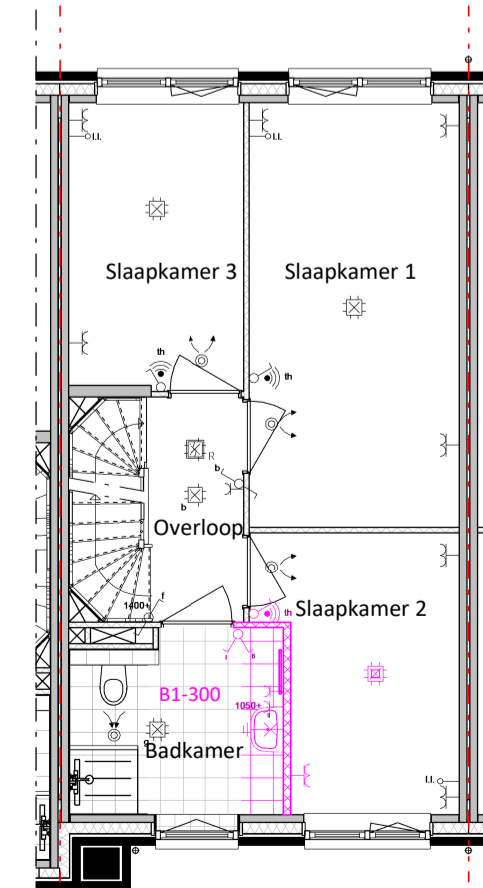 I.I.
I.I.
Slaapkamer 3
Slaapkamer 1
th
th
R
b
b
Overloop
1400+
f
th
Slaapkamer 2
B1-300
1050+
g
Badkamer
I.I.